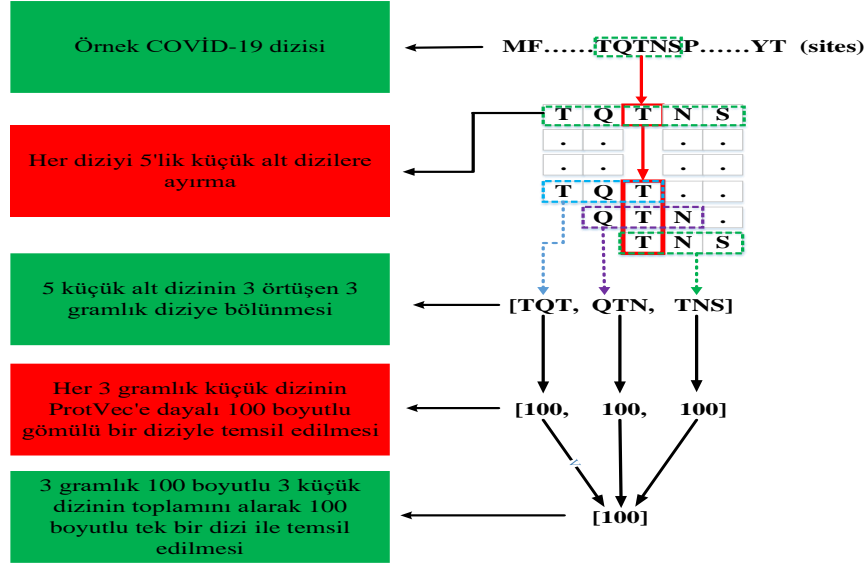 Örnek COVİD-19 dizisi
MF......TQTNSP......YT (sites)
T Q T N S
Her diziyi 5'lik küçük alt dizilere
ayırma
. . . .
. . . .
T Q T . .
Q T N .
T N S
5 küçük alt dizinin 3 örtüşen 3
gramlık diziye bölünmesi
[TQT, QTN, TNS]
Her 3 gramlık küçük dizinin
ProtVec'e dayalı 100 boyutlu
gömülü bir diziyle temsil edilmesi
[100, 100, 100]
3 gramlık 100 boyutlu 3 küçük
dizinin toplamını alarak 100
boyutlu tek bir dizi ile temsil
edilmesi
[100]